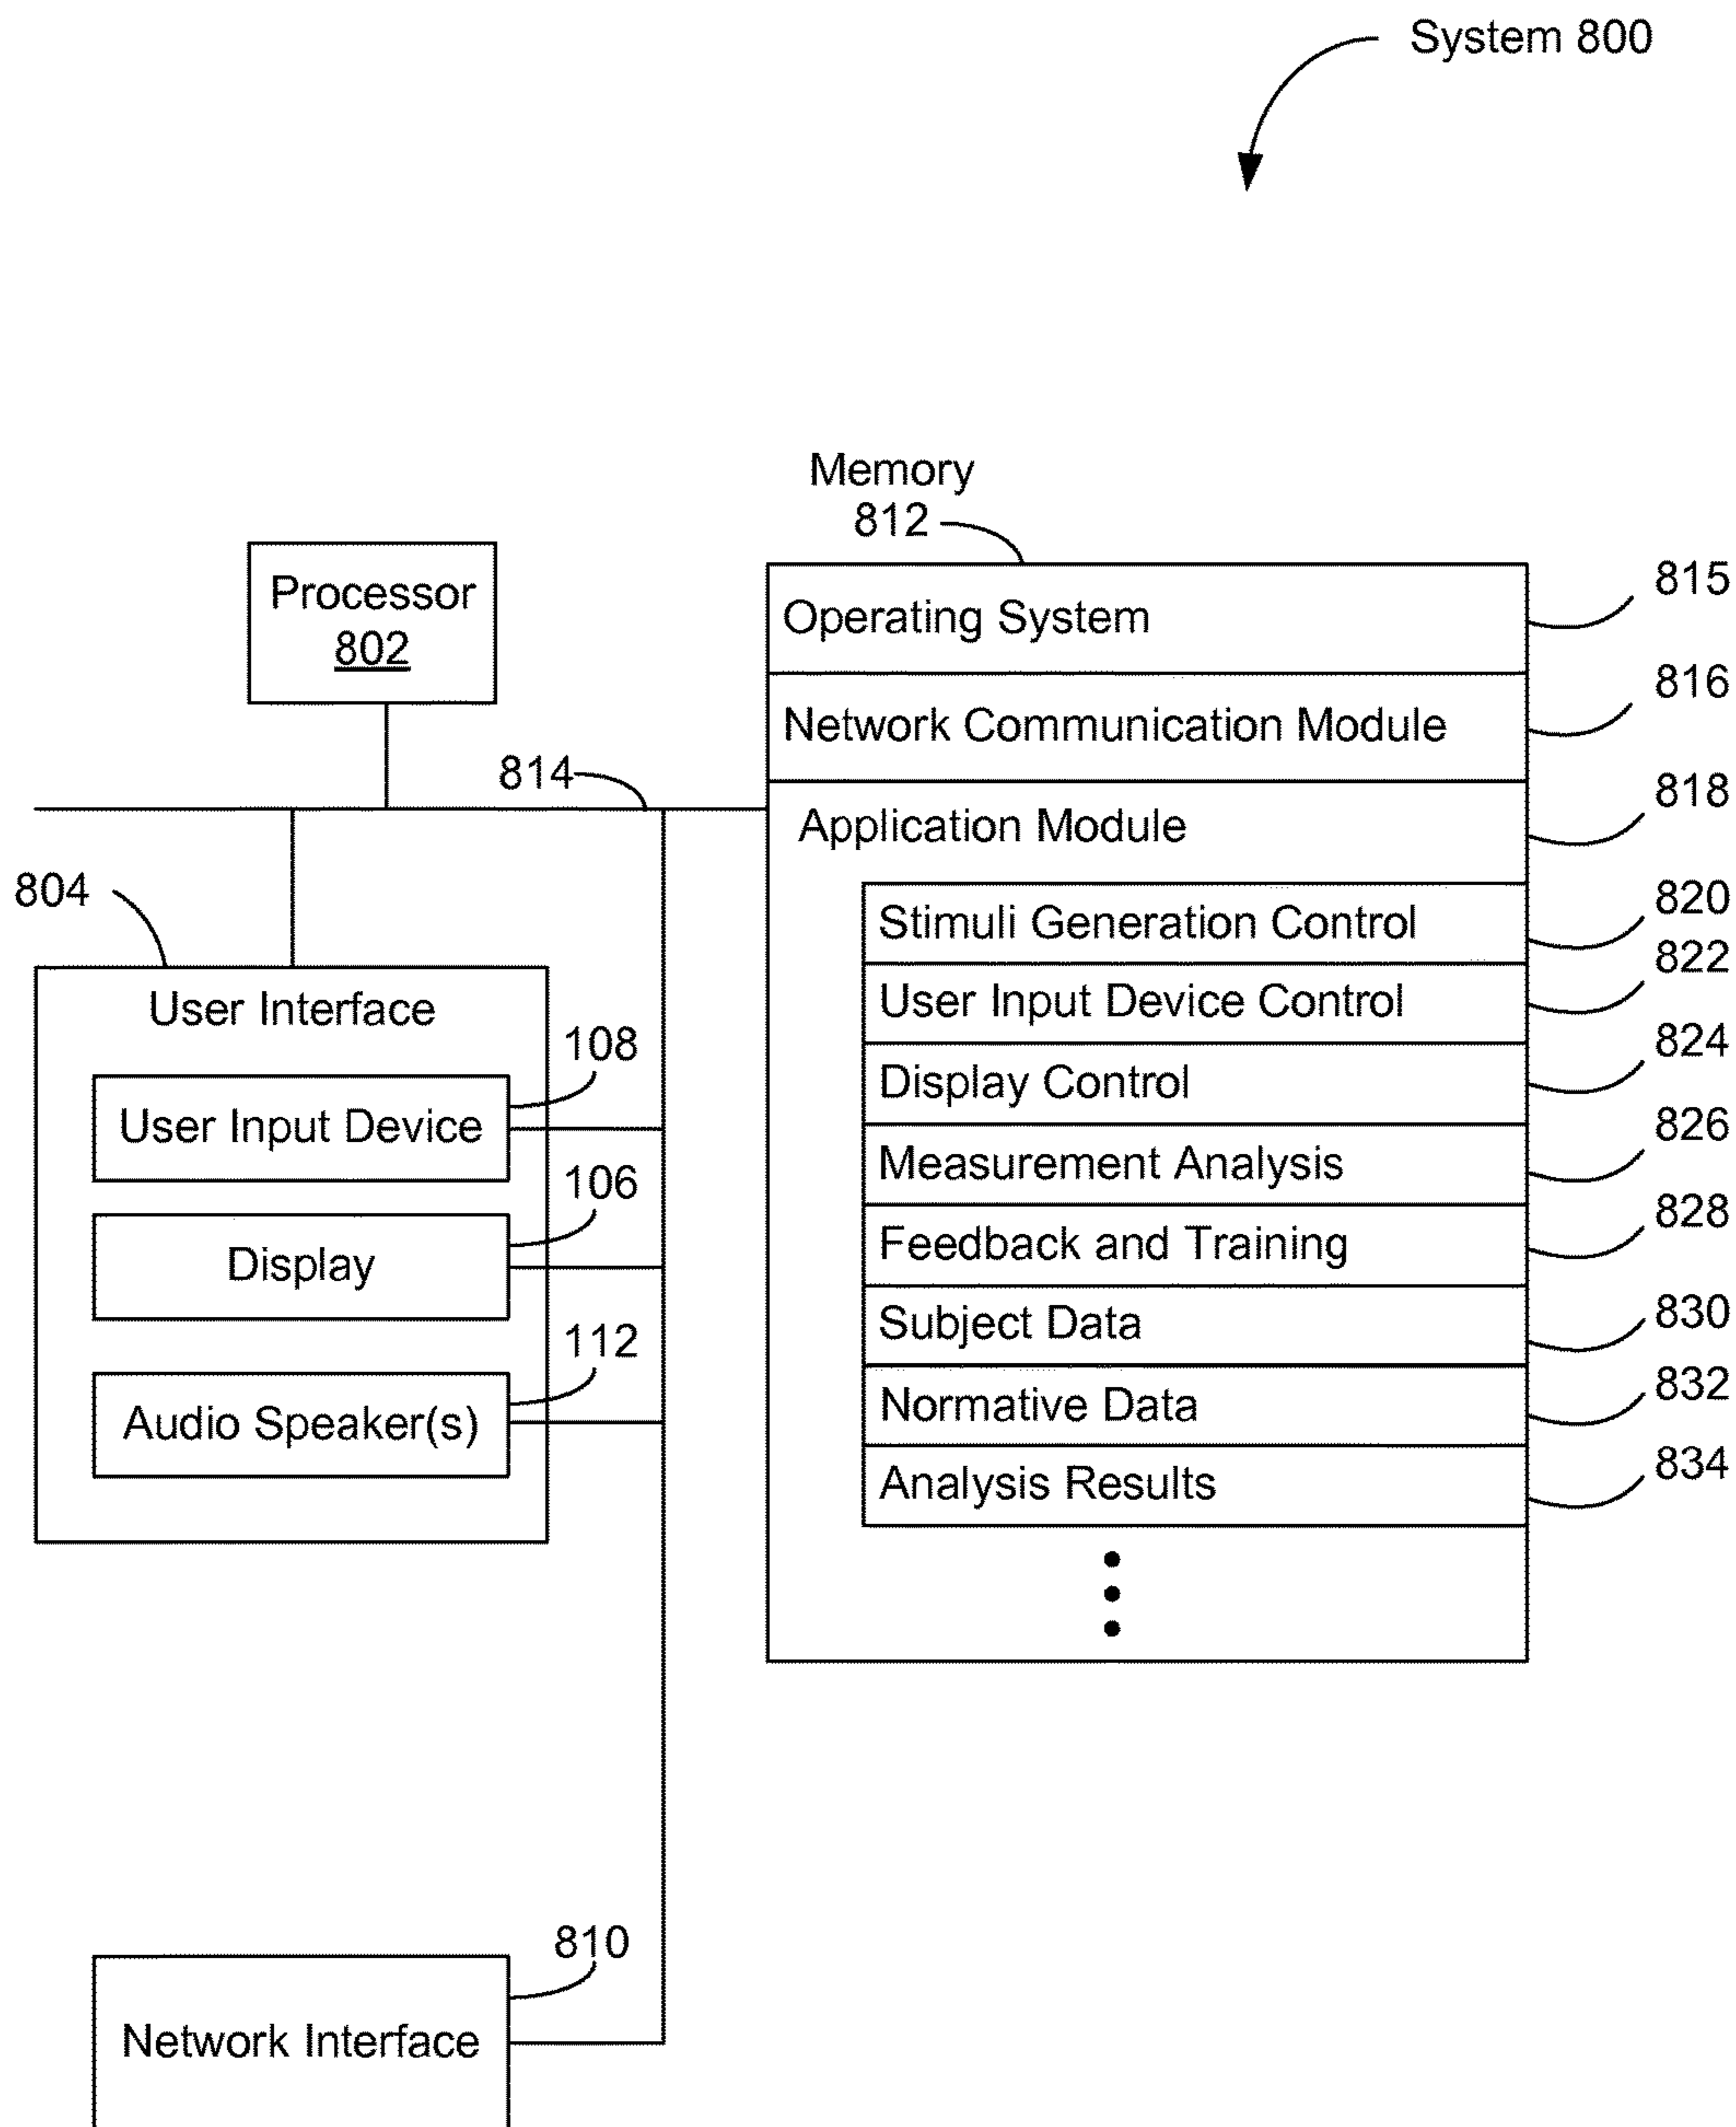 System 800
Memory
812
Processor
802
814
Operating System
815
Network Communication Module
816
Application Module
818
Stimuli Generation Control
820
User Input Device Control
822
Display Control
824
Measurement Analysis
826
Feedback and Training
828
Subject Data
830
Normative Data
832
Analysis Results
834
804
User Interface
108
User Input Device
106
Display
112
Audio Speaker(s)
810
Network Interface